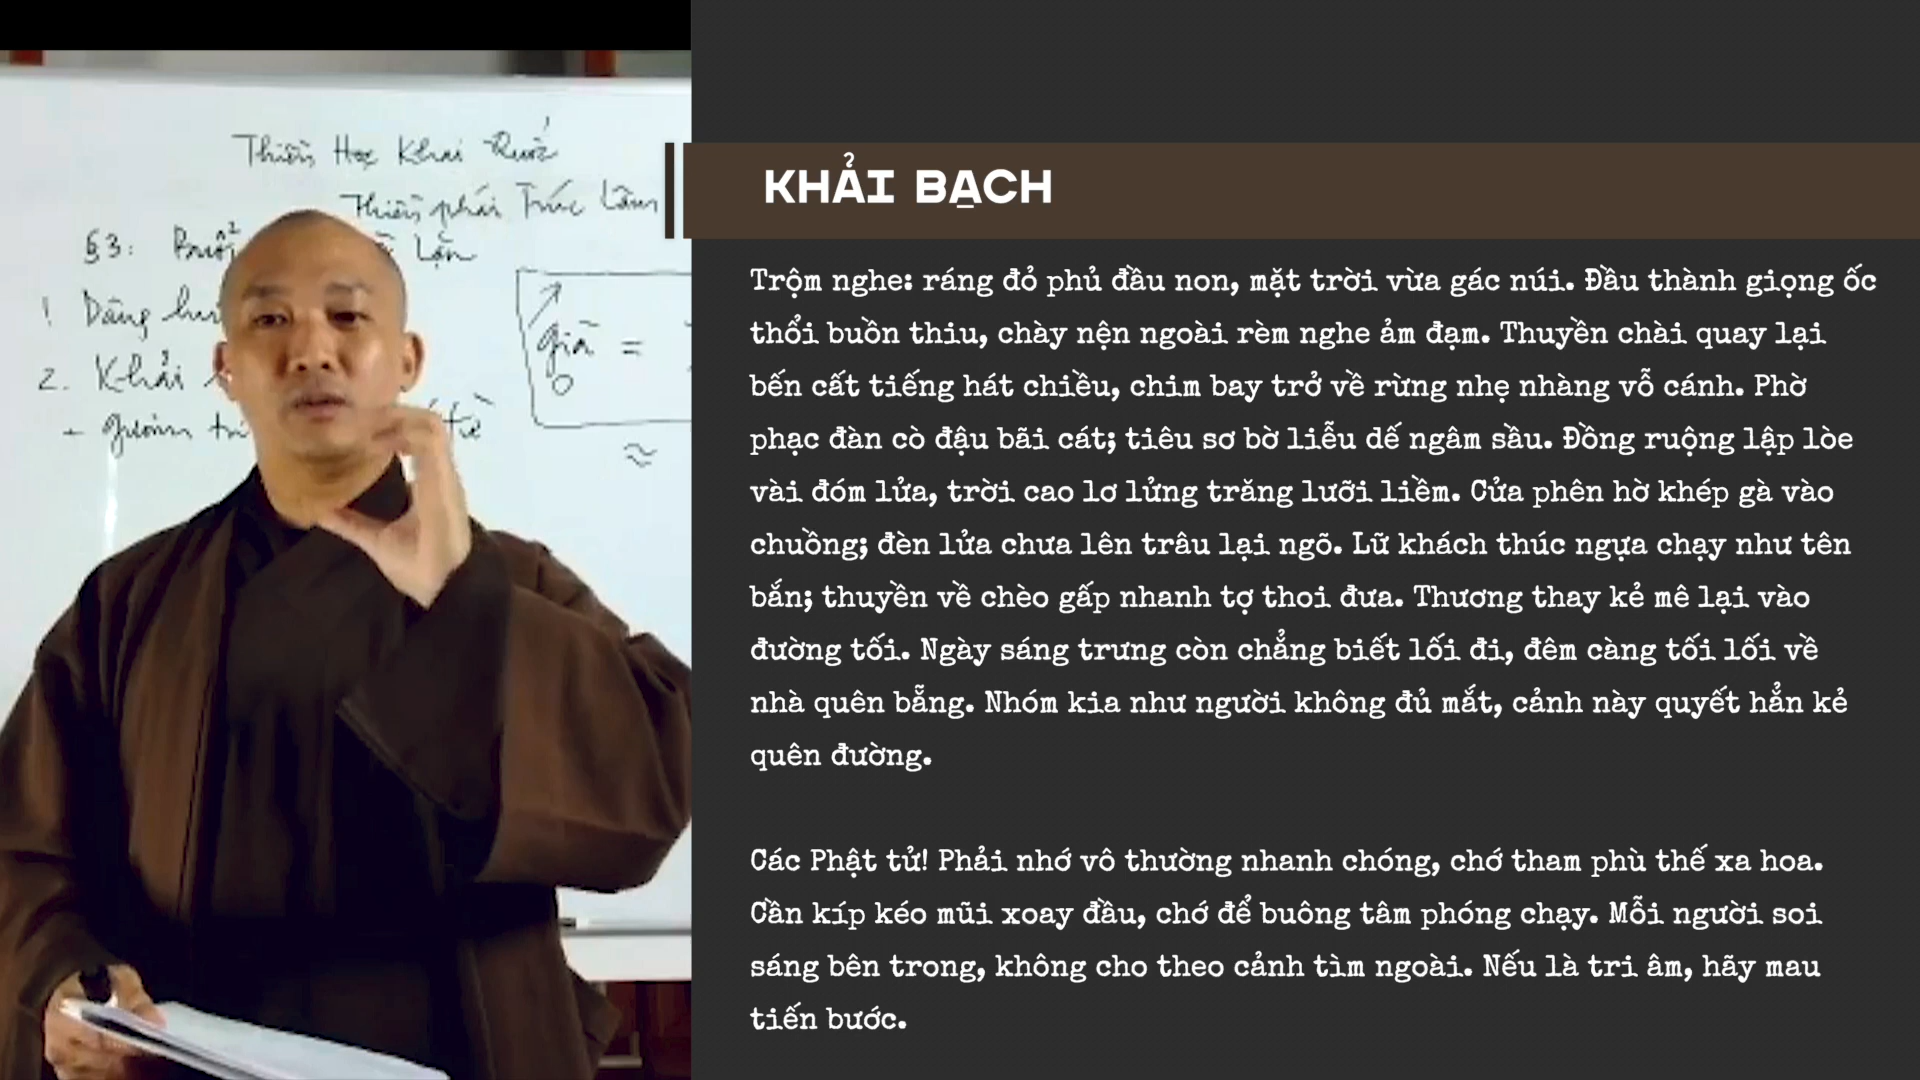 Thiền Học Khai Quốc
Thiền phái Trúc Lâm
§3: Buổi Lận
1 Dâng
2. Khải
giã =
KHẢI BẠCH
Trộm nghe: ráng đỏ phủ đầu non, mặt trời vừa gác núi. Đầu thành giọng ốc
thổi buồn thiu, chày nện ngoài rèm nghe ảm đạm. Thuyền chài quay lại
bến cất tiếng hát chiều, chim bay trở về rừng nhẹ nhàng vỗ cánh. Phờ
phạc đàn cò đậu bãi cát; tiêu sơ bờ liễu dế ngâm sầu. Đồng ruộng lập lòe
vài đóm lửa, trời cao lơ lửng trăng lưỡi liềm. Cửa phên hờ khép gà vào
chuồng; đèn lửa chưa lên trâu lại ngõ. Lữ khách thúc ngựa chạy như tên
bắn; thuyền về chèo gấp nhanh tợ thoi đưa. Thương thay kẻ mê lại vào
đường tối. Ngày sáng trưng còn chẳng biết lối đi, đêm càng tối lối về
nhà quên bẵng. Nhóm kia như người không đủ mắt, cảnh này quyết hẳn kẻ
quên đường.
Các Phật tử! Phải nhớ vô thường nhanh chóng, chớ tham phù thế xa hoa.
Cần kíp kéo mũi xoay đầu, chớ để buông tâm phóng chạy. Mỗi người soi
sáng bên trong, không cho theo cảnh tìm ngoài. Nếu là tri âm, hãy mau
tiến bước.